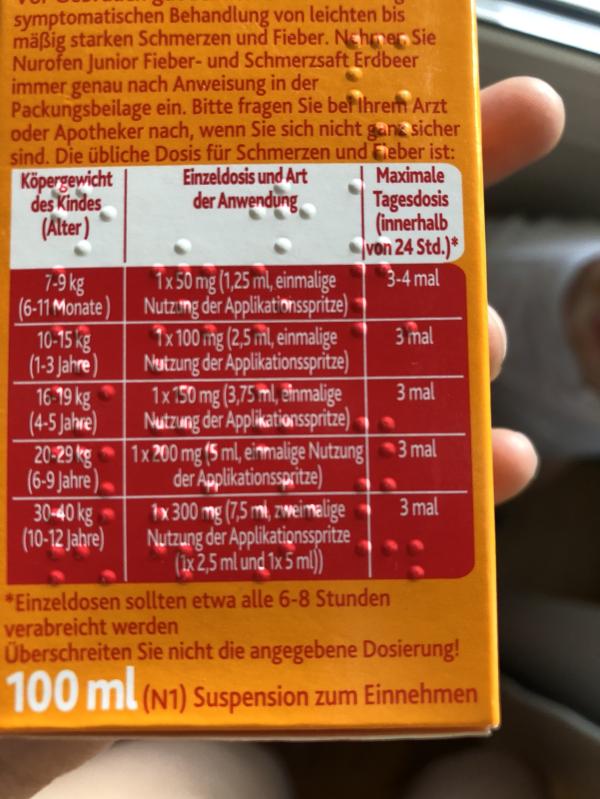 symptomatischen Behandlung von leichten bis
mäßig starken Schmerzen und Fieber. Nehmen Sie
Nurofen Junior Fieber- und Schmerzsaft Erdbeer
immer genau nach Anweisung in der
Packungsbeilage ein. Bitte fragen Sie bei Ihrem Arzt
oder Apotheker nach, wenn Sie sich nicht ganz sicher
sind. Die übliche Dosis für Schmerzen und Fieber ist:
Köpergewicht
des Kindes
(Alter)
Einzeldosis und Art
der Anwendung
Maximale
Tagesdosis
(innerhalb
von 24 Std.)*
7-9 kg
(6-11 Monate)
1 x 50 mg (1,25 ml, einmalige
Nutzung der Applikationsspritze)
3-4 mal
10-15 kg
(1-3 Jahre)
1 x 100 mg (2,5 ml, einmalige
Nutzung der Applikationsspritze)
3 mal
16-19 kg
(4-5 Jahre)
1 x 150 mg (3,75 ml, einmalige
Nutzung der Applikationsspritze)
3 mal
20-29 kg
(6-9 Jahre)
1 x 200 mg (5 ml, einmalige Nutzung
der Applikationsspritze)
3 mal
30-40 kg
(10-12 Jahre)
1 x 300 mg (7,5 ml, zweimalige
Nutzung der Applikationsspritze
(1x 2,5 ml und 1x 5 ml))
3 mal
*Einzeldosen sollten etwa alle 6-8 Stunden
verabreicht werden
Überschreiten Sie nicht die angegebene Dosierung!
100 ml (N1) Suspension zum Einnehmen